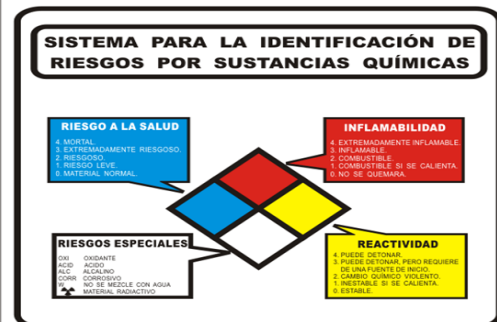 SISTEMA PARA LA IDENTIFICACIÓN DE
RIESGOS POR SUSTANCIAS QUÍMICAS
RIESGO A LA SALUD
4. MORTAL.
3. EXTREMADAMENTE RIESGOSO.
2. RIESGOSO.
1. RIESGO LEVE.
0. MATERIAL NORMAL.
INFLAMABILIDAD
4. EXTREMADAMENTE INFLAMABLE.
3. INFLAMABLE.
2. COMBUSTIBLE.
1. COMBUSTIBLE SI SE CALIENTA.
0. NO SE QUEMARA.
RIESGOS ESPECIALES
OXI OXIDANTE
ACID ACIDO
ALC ALCALINO
CORR CORROSIVO
W NO SE MEZCLE CON AGUA
MATERIAL RADIACTIVO
REACTIVIDAD
4. PUEDE DETONAR.
3. PUEDE DETONAR, PERO REQUIERE
DE UNA FUENTE DE INICIO.
2. CAMBIO QUÍMICO VIOLENTO.
1. INESTABLE SI SE CALIENTA.
0. ESTABLE.